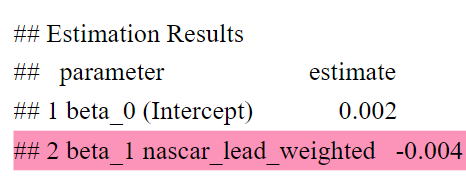 ## Estimation Results
## parameter estimate
## 1 beta_0 (Intercept) 0.002
## 2 beta_1 nascar_lead_weighted -0.004